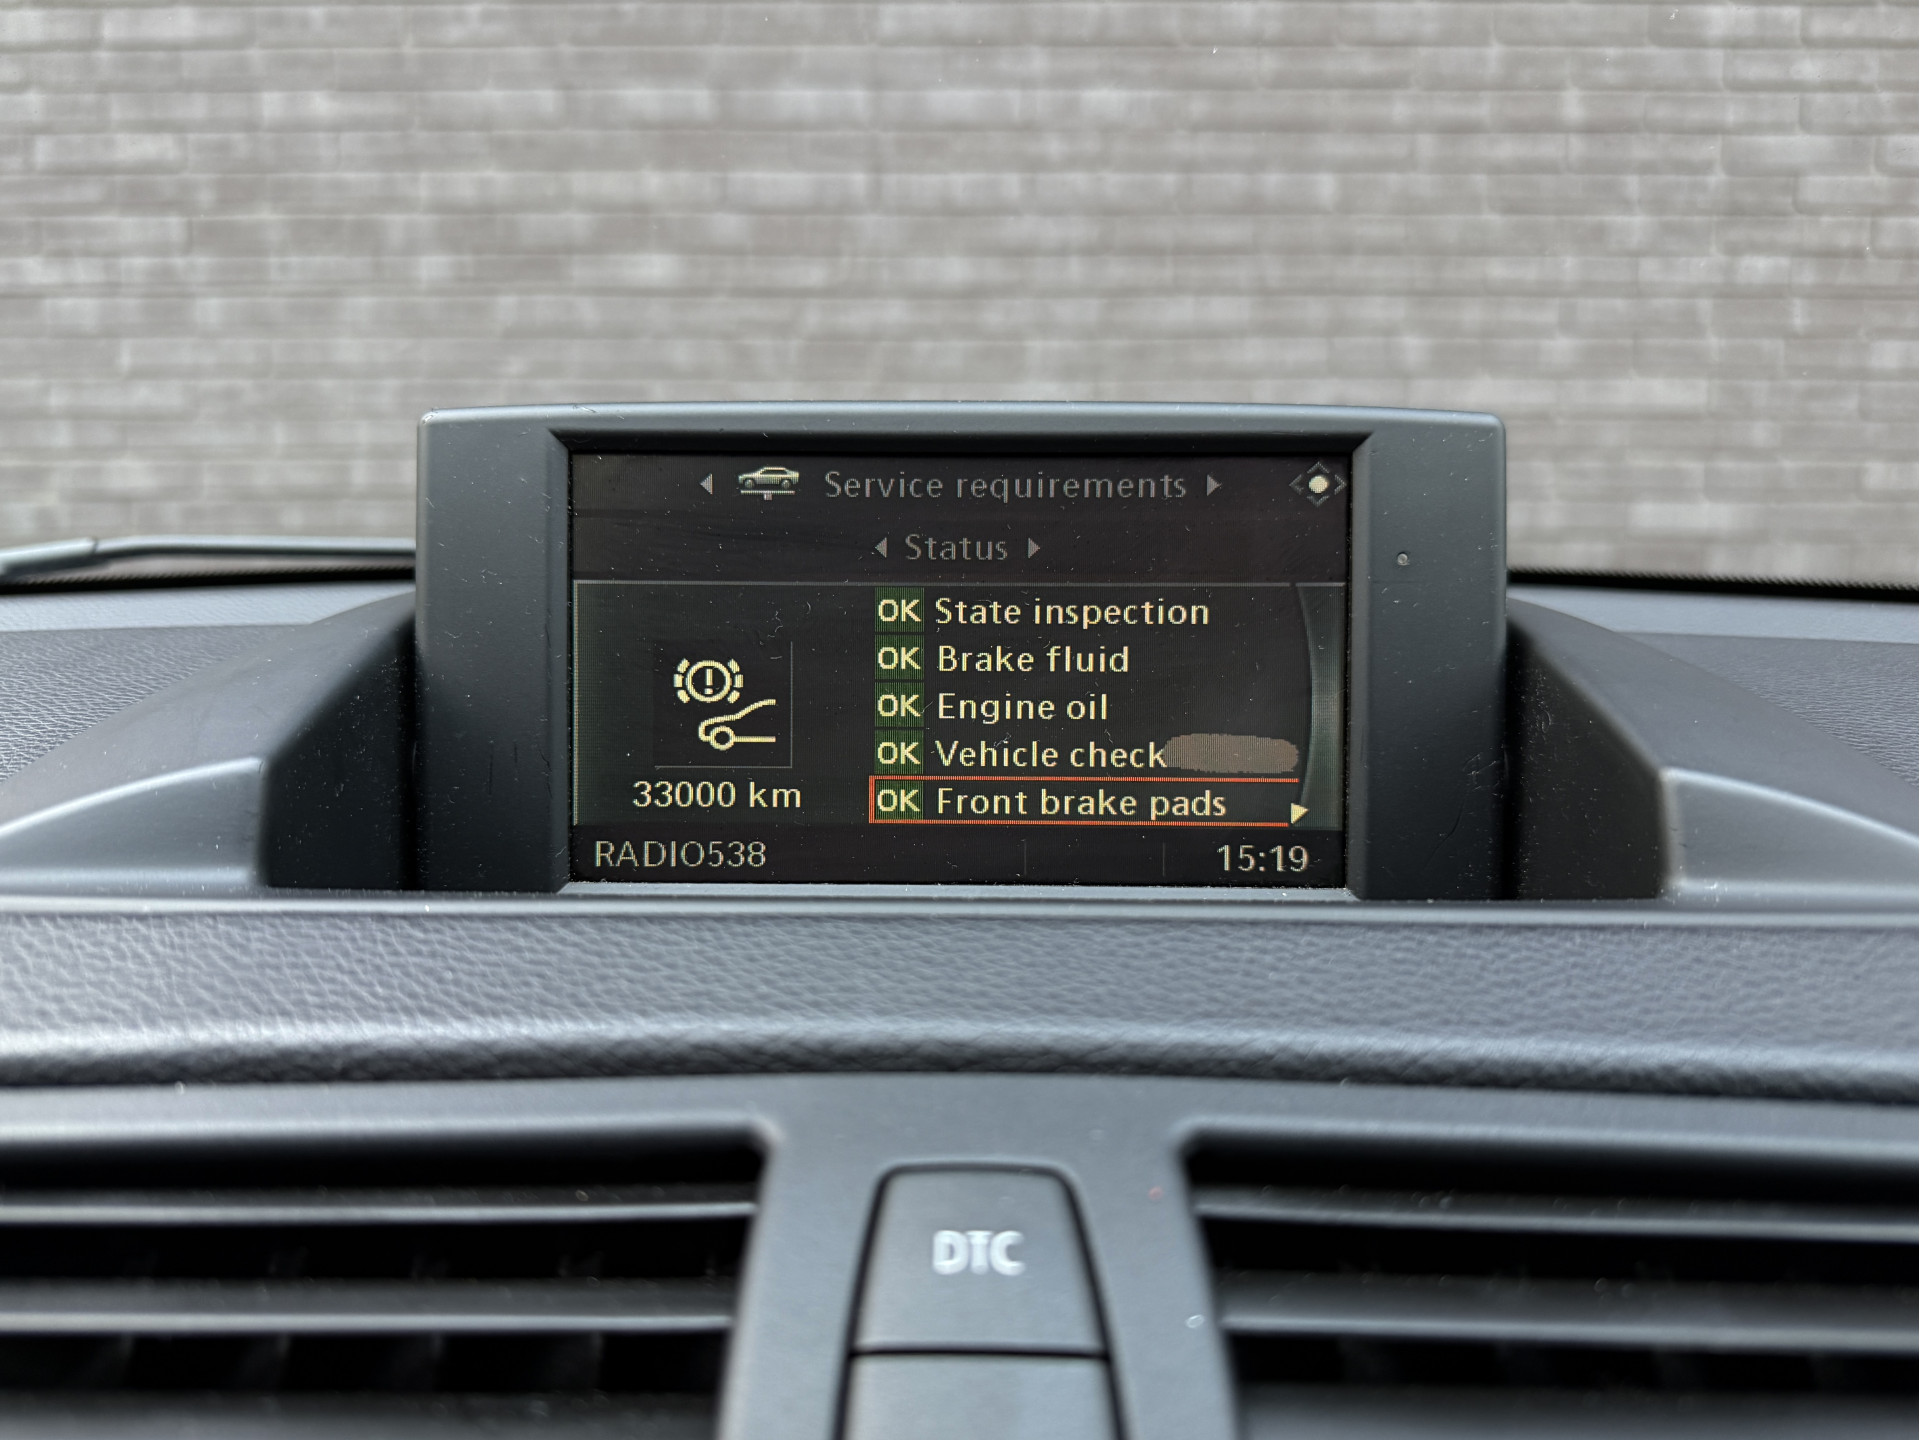 Service requirements
Status
OK State inspection
OK Brake fluid
OK Engine oil
OK Vehicle check
OK Front brake pads
33000 km
RADIO538 15:19
DTC